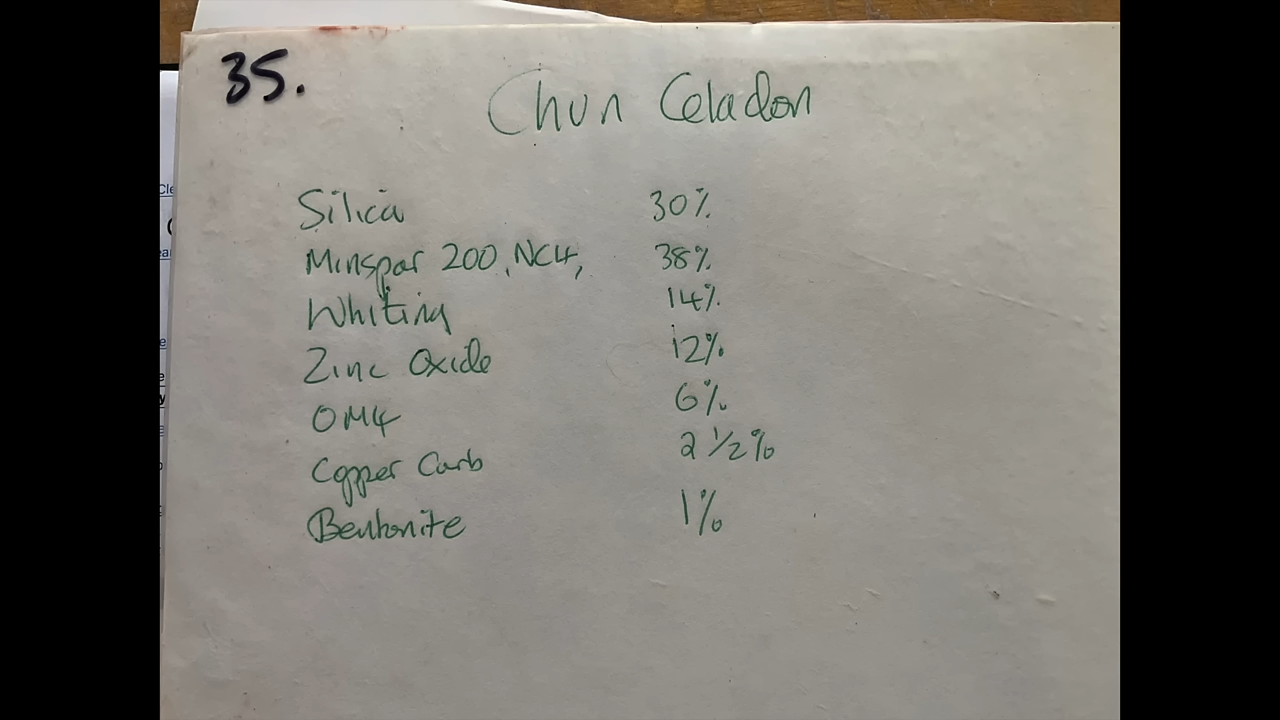 35.
Chun Celadon
Silica 30%
Minspar 200, NC4, 38%
Whiting 14%
Zinc Oxide 12%
OM4 6%
Copper Carb 2 1/2%
Bentonite 1%